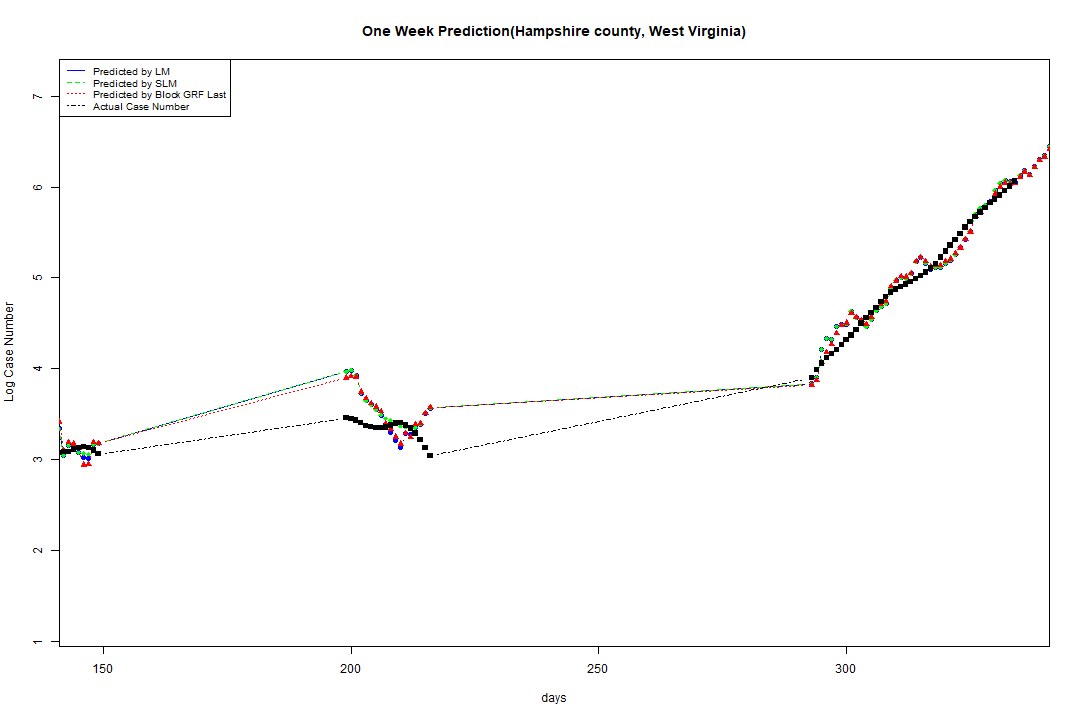 One Week Prediction(Hampshire county, West Virginia)
Predicted by LM
Predicted by SLM
Predicted by Block GRF Last
Actual Case Number
7
6
5
4
3
2
1
Log Case Number
150
200
250
300
days